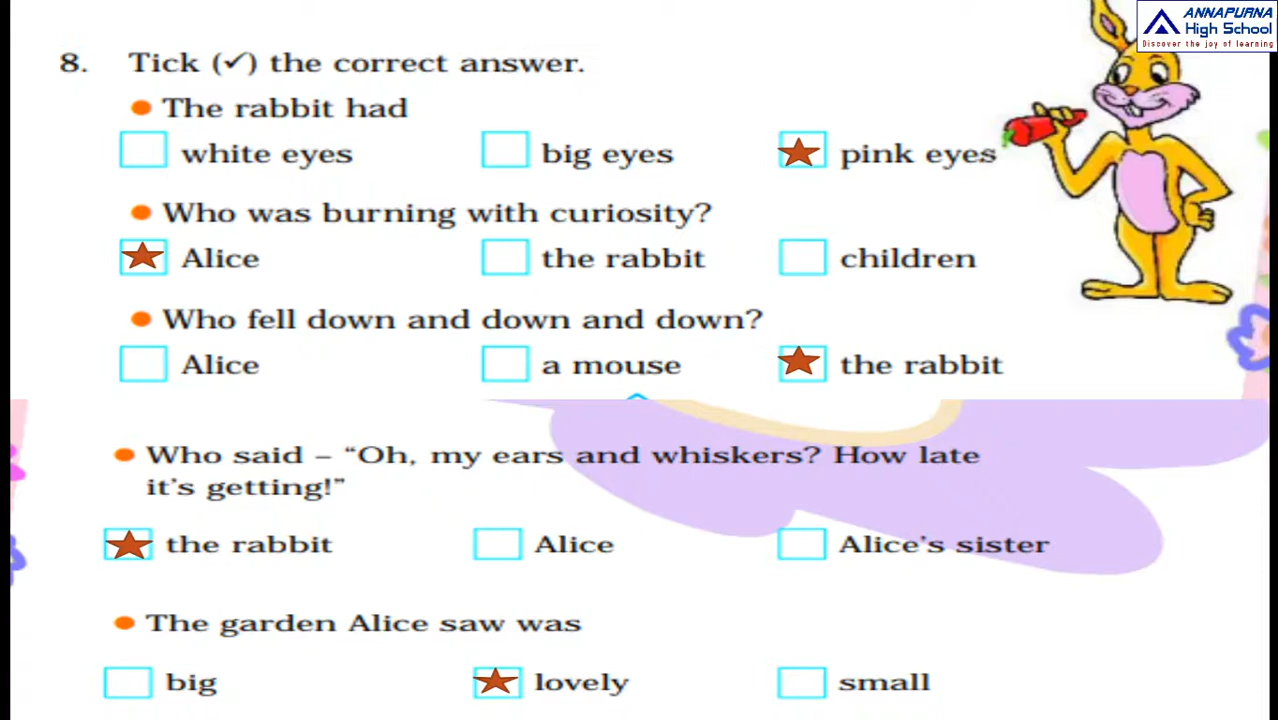 ANNAPURNA
High School
Discover the joy of learning
8. Tick (✓) the correct answer.
The rabbit had
white eyes big eyes pink eyes
Who was burning with curiosity?
Alice the rabbit children
Who fell down and down and down?
Alice a mouse the rabbit
Who said – “Oh, my ears and whiskers? How late
it’s getting!”
the rabbit Alice Alice’s sister
The garden Alice saw was
big lovely small